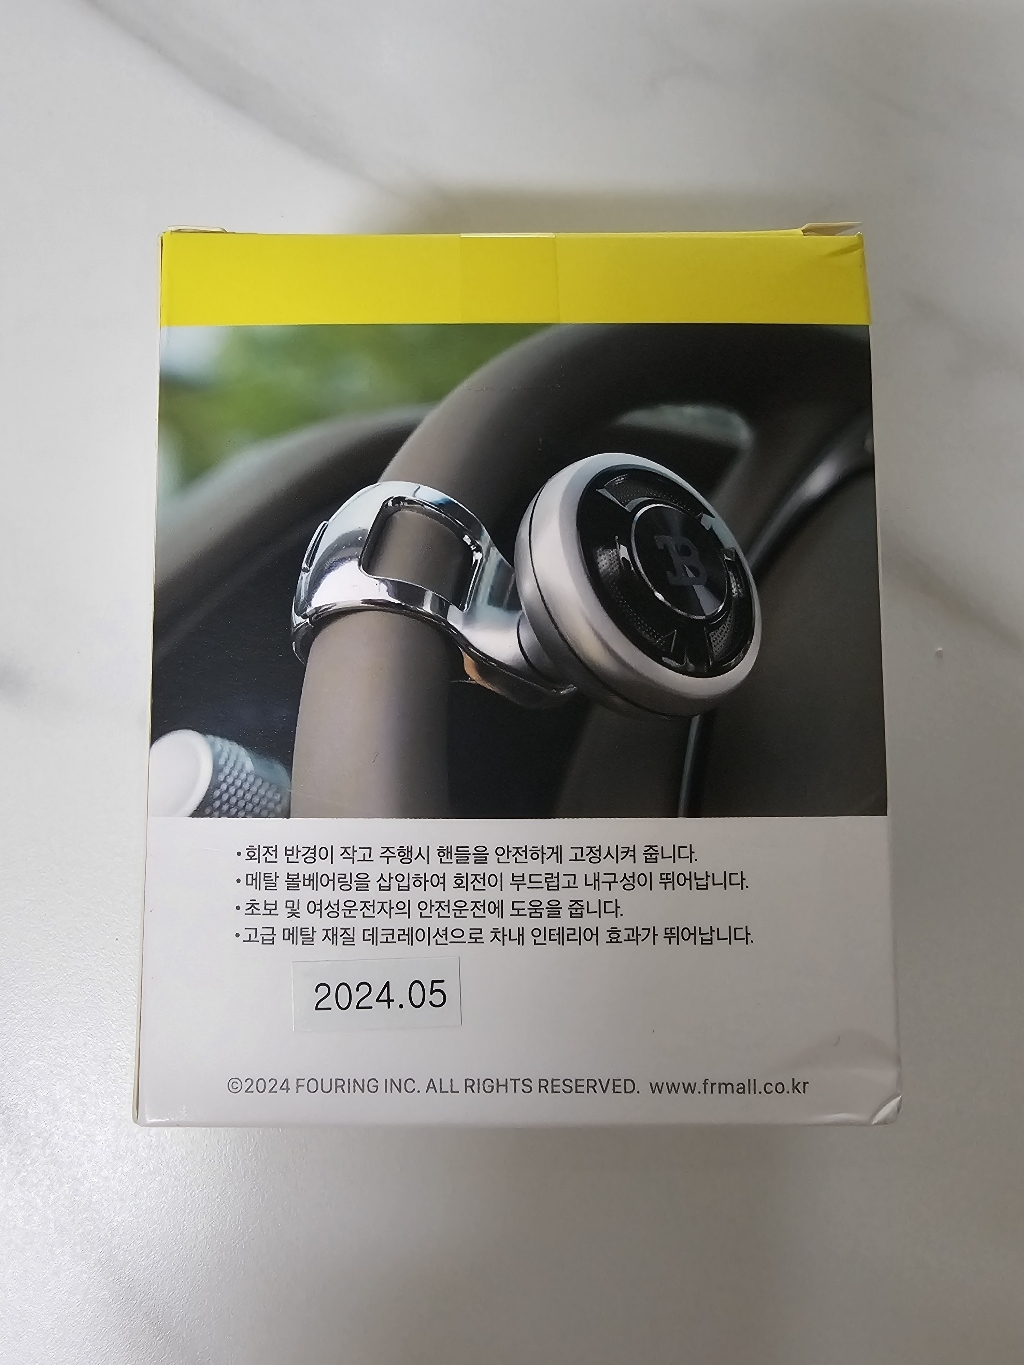 B
•회전 반경이 작고 주행시 핸들을 안전하게 고정시켜 줍니다.
•메탈 볼베어링을 삽입하여 회전이 부드럽고 내구성이 뛰어납니다.
•초보 및 여성운전자의 안전운전에 도움을 줍니다.
•고급 메탈 재질 데코레이션으로 차내 인테리어 효과가 뛰어납니다.
2024.05
©2024 FOURING INC. ALL RIGHTS RESERVED. www.frmall.co.kr